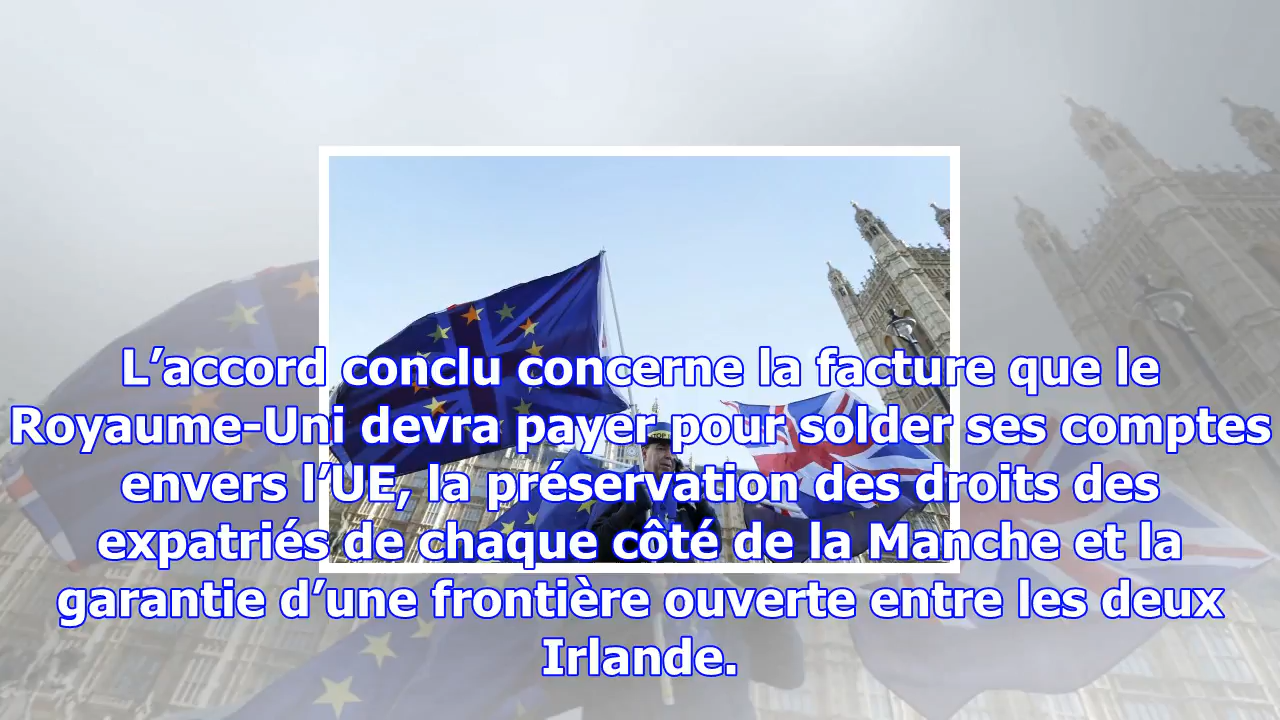 L’accord conclu concerne la facture que le
Royaume-Uni devra payer pour solder ses comptes
envers l’UE, la préservation des droits des
expatriés de chaque côté de la Manche et la
garantie d’une frontière ouverte entre les deux
Irlande.